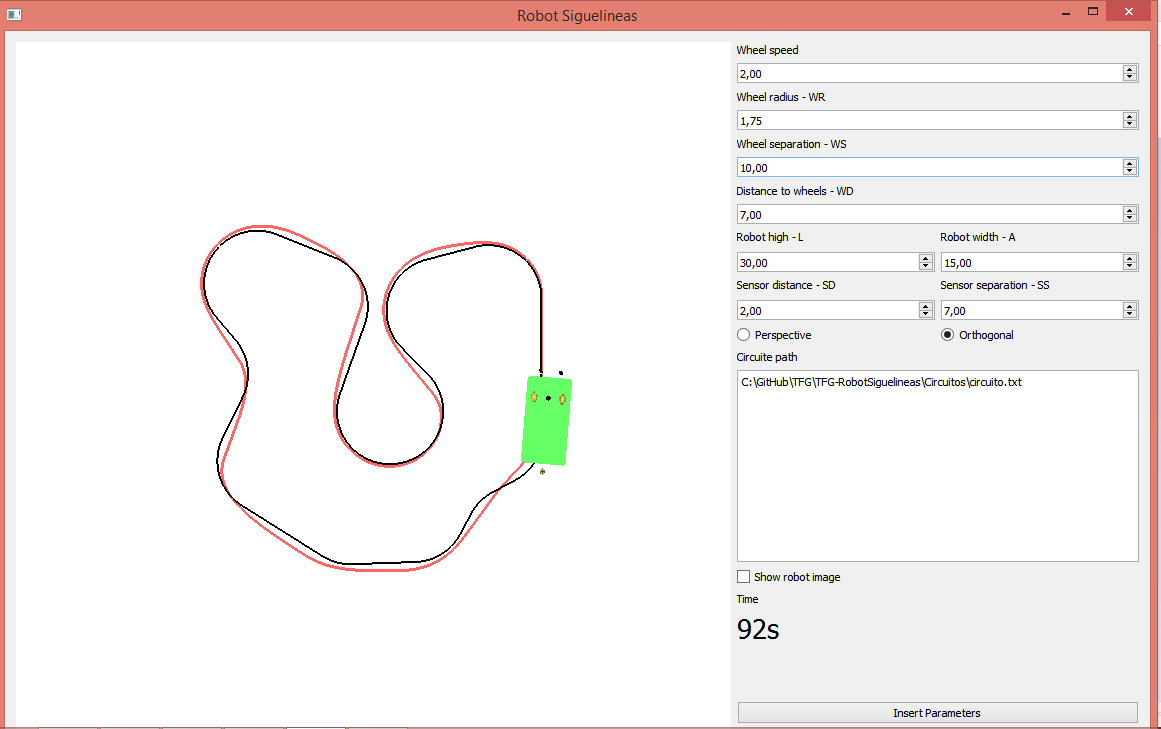 Robot Siguelineas
Wheel speed
2,00
Wheel radius - WR
1,75
Wheel separation - WS
10,00
Distance to wheels - WD
7,00
Robot high - L
Robot width - A
30,00
15,00
Sensor distance - SD
Sensor separation - SS
2,00
7,00
Perspective
Orthogonal
Circuite path
C:\GitHub\TFG\TFG-RobotSiguelineas\Circuitos\circuito.txt
Show robot image
Time
92s
Insert Parameters